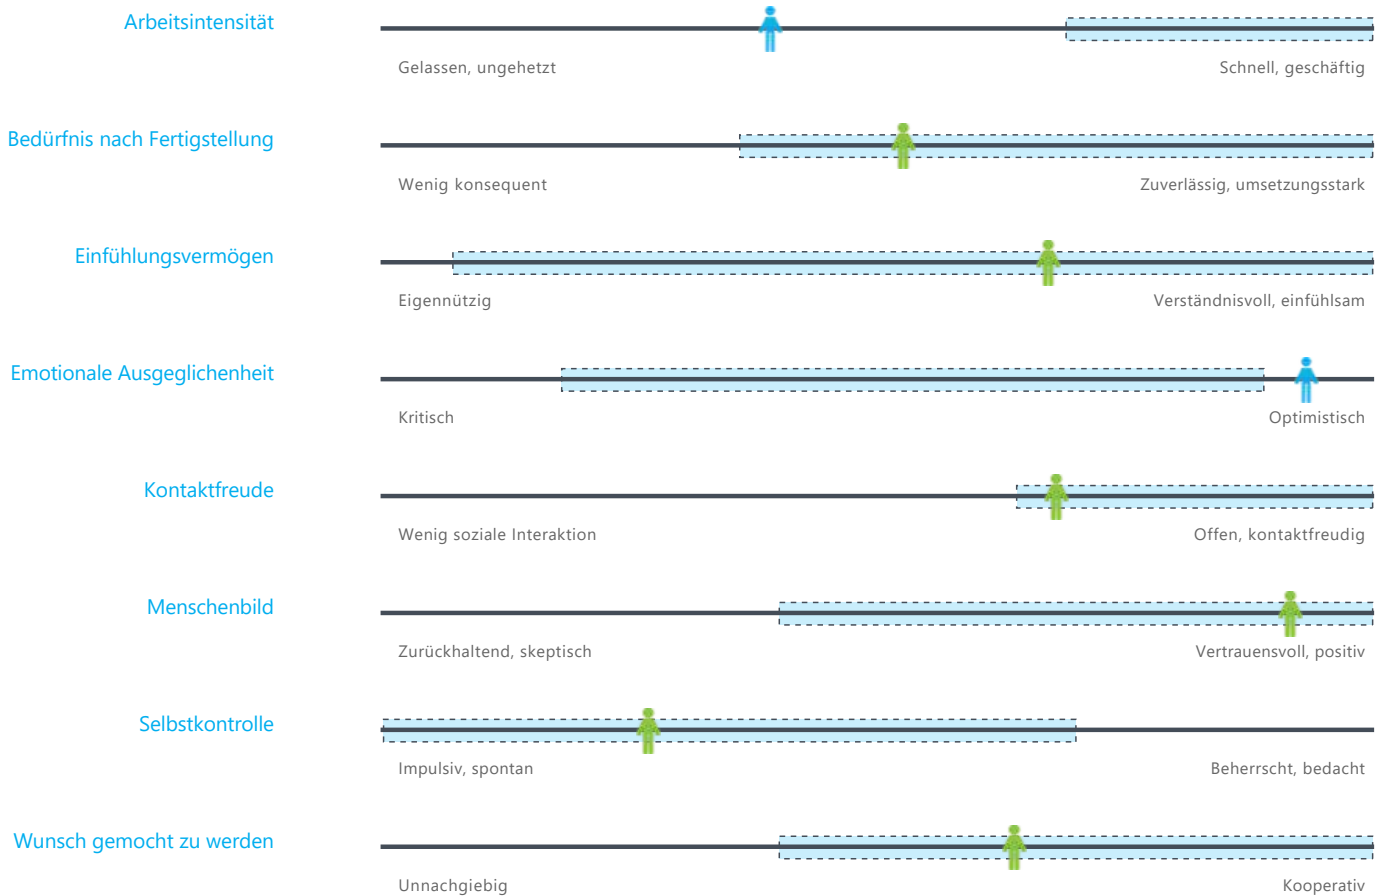 Arbeitsintensität
Gelassen, ungehetzt Schnell, geschäftig
Bedürfnis nach Fertigstellung
Wenig konsequent Zuverlässig, umsetzungsstark
Einfühlungsvermögen
Eigennützig Verständnisvoll, einfühlsam
Emotionale Ausgeglichenheit
Kritisch Optimistisch
Kontaktfreude
Wenig soziale Interaktion Offen, kontaktfreudig
Menschenbild
Zurückhaltend, skeptisch Vertrauensvoll, positiv
Selbstkontrolle
Impulsiv, spontan Beherrscht, bedacht
Wunsch gemocht zu werden
Unnachgiebig Kooperativ